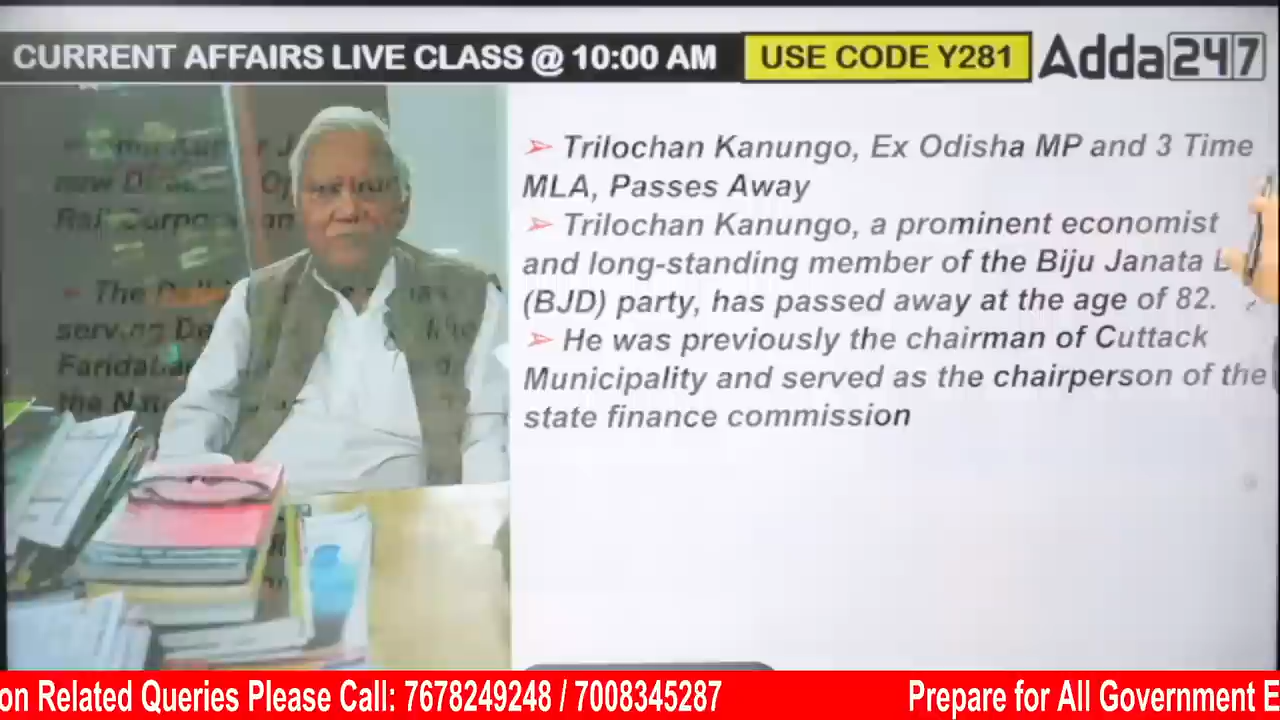 CURRENT AFFAIRS LIVE CLASS @ 10:00 AM
USE CODE Y281
Adda247
➢ Trilochan Kanungo, Ex Odisha MP and 3 Time
MLA, Passes Away
➢ Trilochan Kanungo, a prominent economist
and long-standing member of the Biju Janata
(BJD) party, has passed away at the age of 82.
➢ He was previously the chairman of Cuttack
Municipality and served as the chairperson of the
state finance commission
on Related Queries Please Call: 7678249248 / 7008345287
Prepare for All Government E